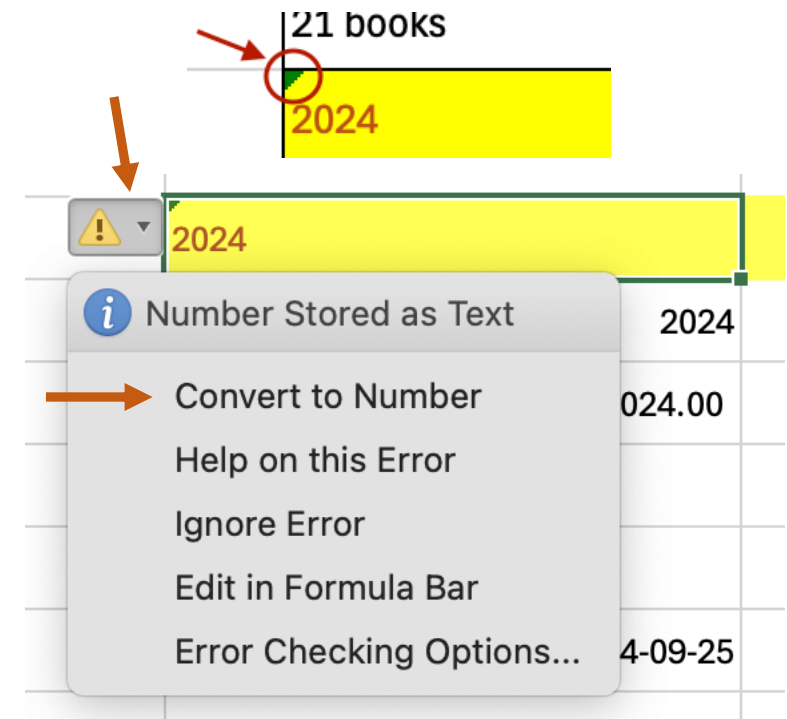 21 books
2024
2024
Number Stored as Text
2024
Convert to Number
024.00
Help on this Error
Ignore Error
Edit in Formula Bar
Error Checking Options...
4-09-25